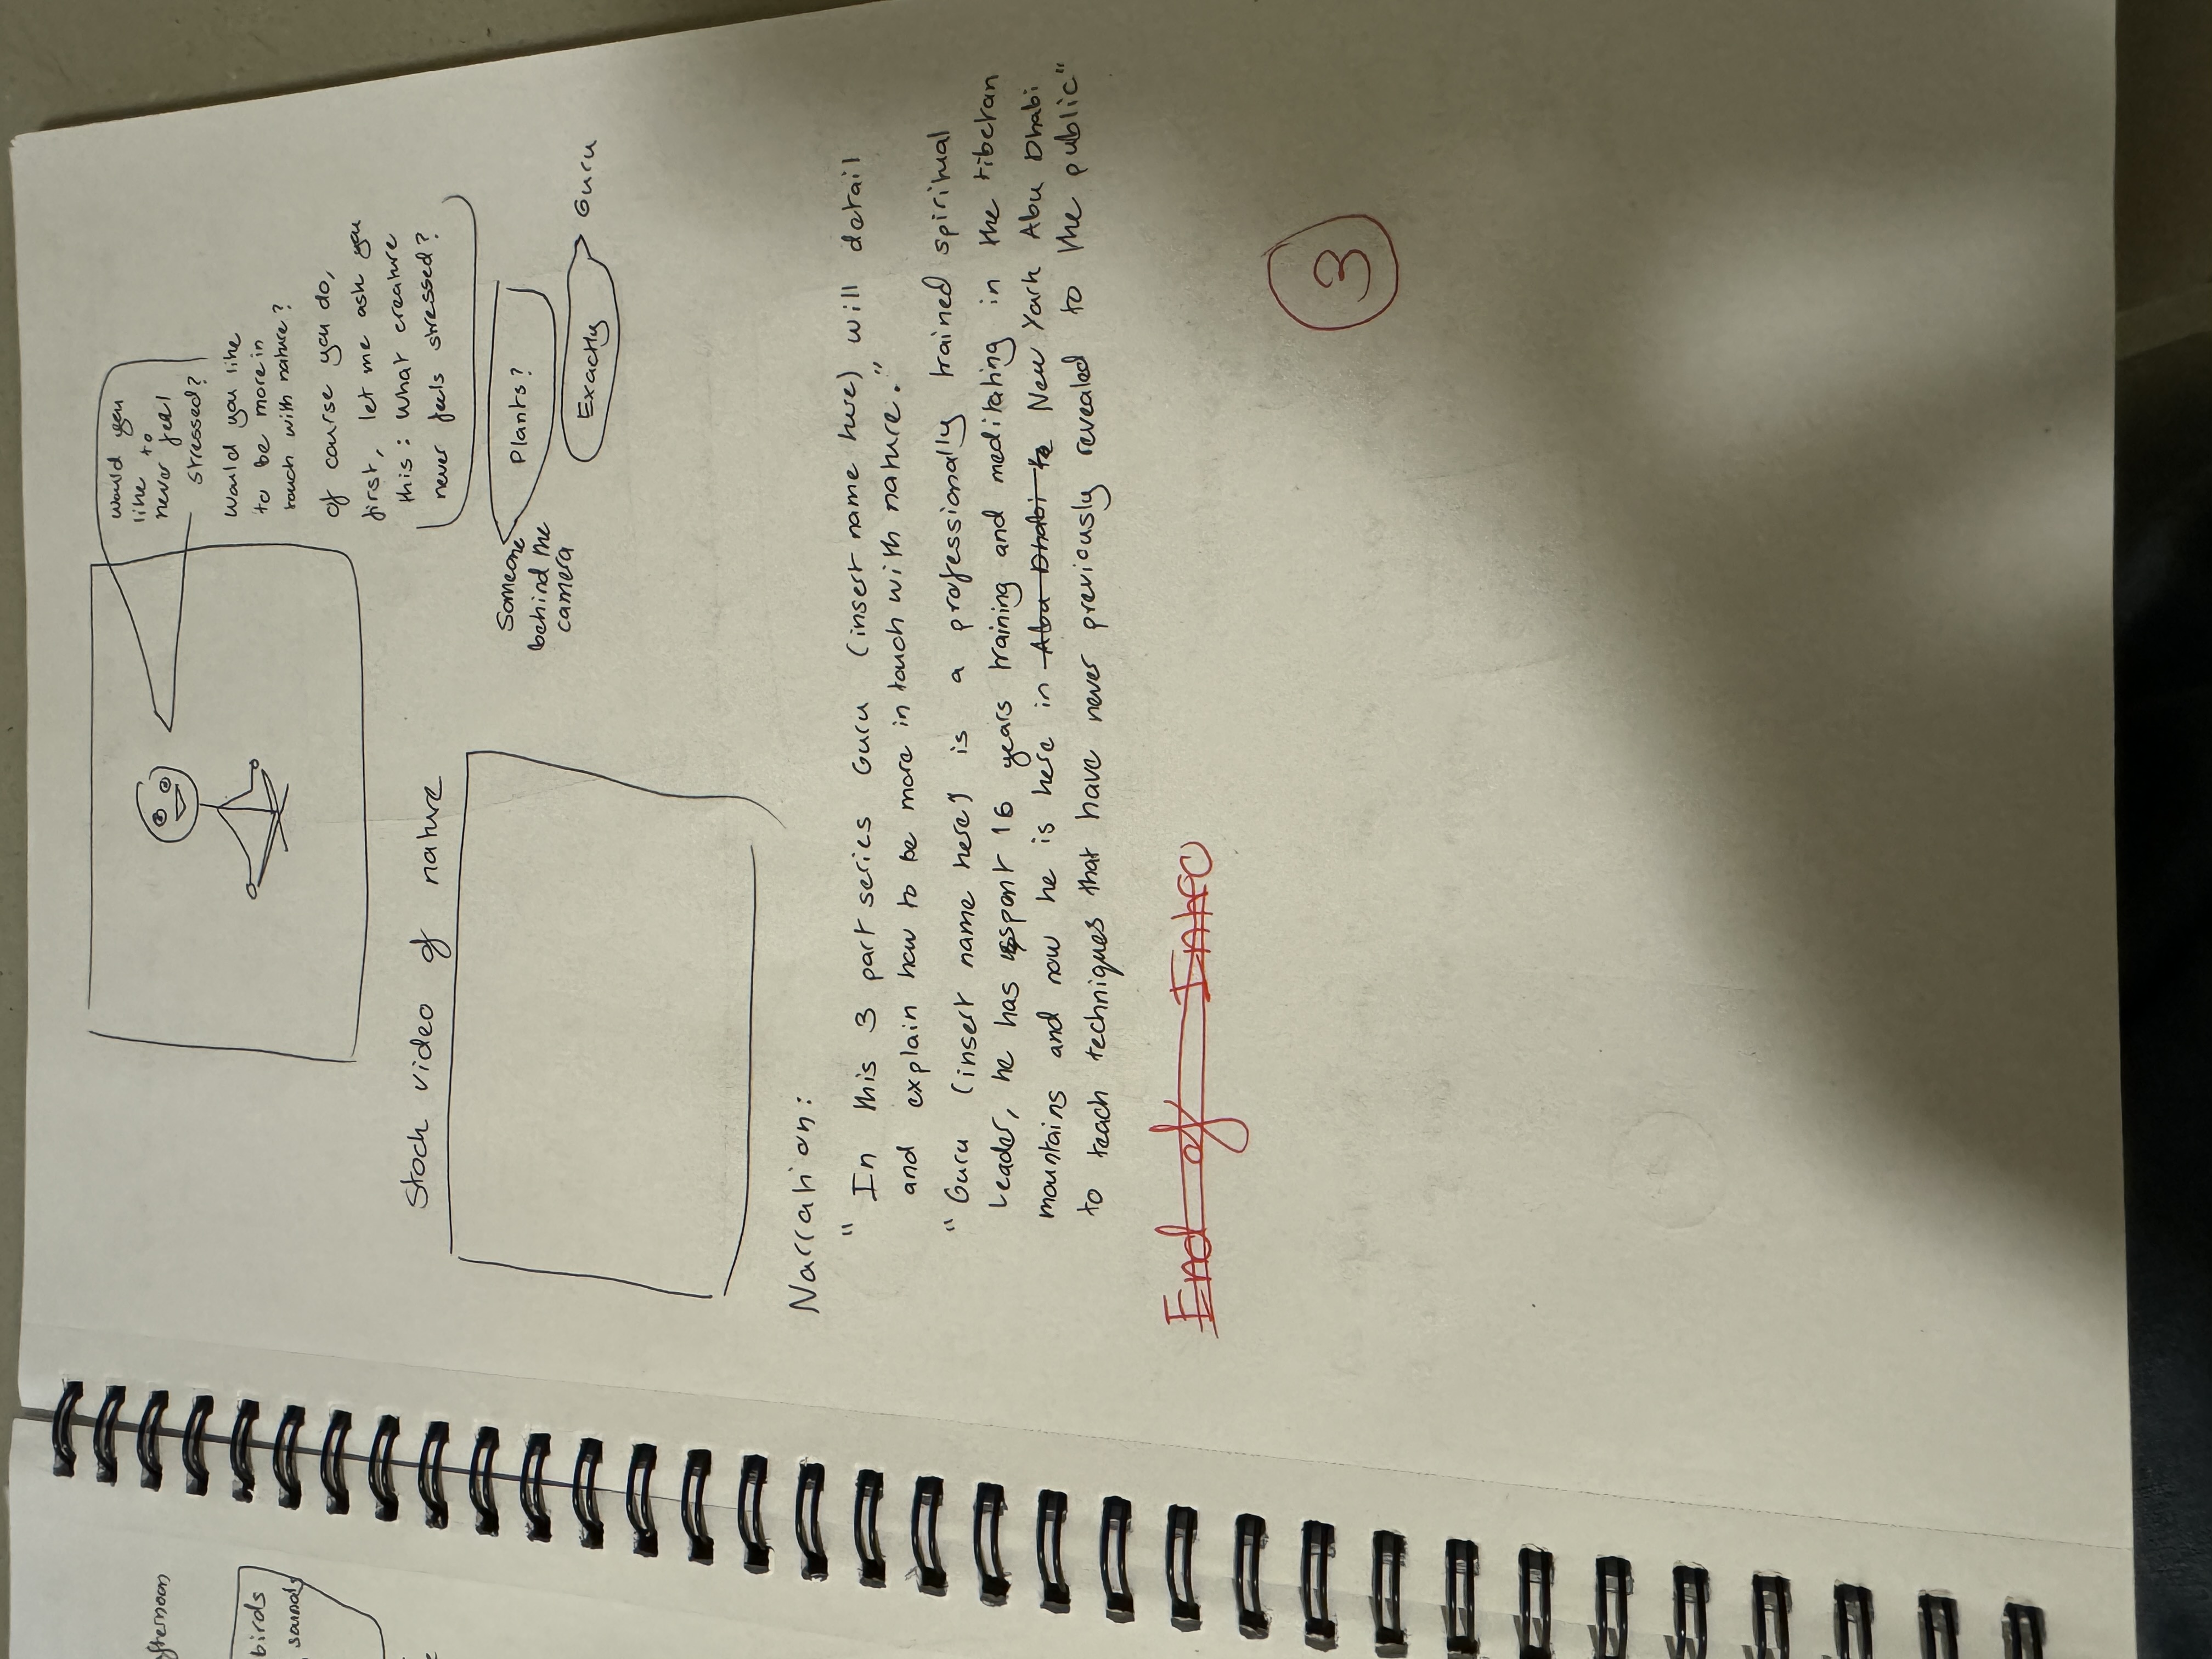 afternoon
birds
sounds
would you
like to
never feel
stressed?
Would you like
to be more in
touch with nature?
of course you do,
first, let me ask you
this: What creature
never feels stressed?
Someone
behind the
camera
Plants?
Exactly
Guru
Stock video of nature
Narration:
" In this 3 part series Guru (insert name here) will detail
and explain how to be more in touch with nature."
" Guru (insert name here) is a professionally trained spiritual
Leader, he has spent 16 years training and meditating in the tibetan
mountains and now he is here in Abu Dhabi to New York Abu Dhabi
to teach techniques that have never previously revealed to the public"
End of Intro
3